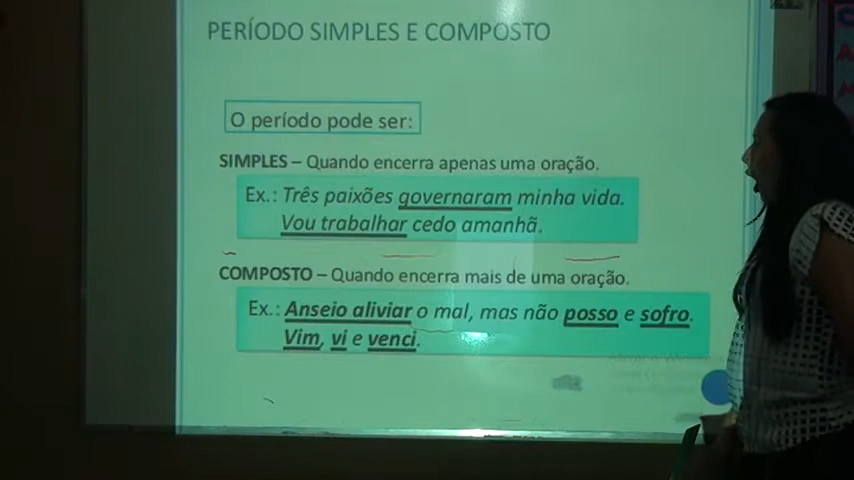 PERÍODO SIMPLES E COMPOSTO
O período pode ser:
SIMPLES – Quando encerra apenas uma oração.
Ex.: Três paixões governaram minha vida.
Vou trabalhar cedo amanhã.
COMPOSTO – Quando encerra mais de uma oração.
Ex.: Anseio aliviar o mal, mas não posso e sofro.
Vim, vi e venci.